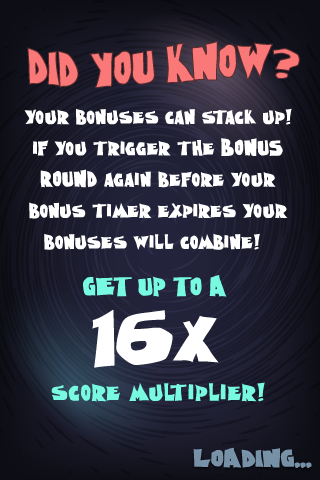 DID YOU KNOW?
YOUR BONUSES CAN STACK UP!
IF YOU TRIGGER THE BONUS
ROUND AGAIN BEFORE YOUR
BONUS TIMER EXPIRES YOUR
BONUSES WILL COMBINE!
GET UP TO A
16X
SCORE MULTIPLIER!
LOADING...